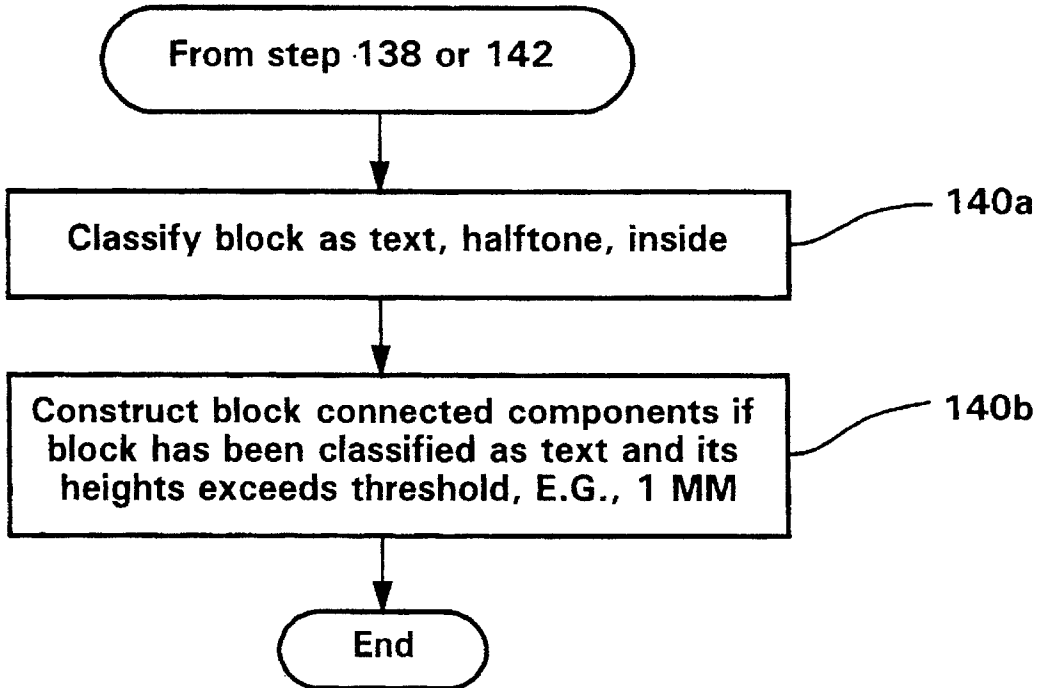 From step 138 or 142
140a
Classify block as text, halftone, inside
140b
Construct block connected components if
block has been classified as text and its
heights exceeds threshold, E.G., 1 MM
End